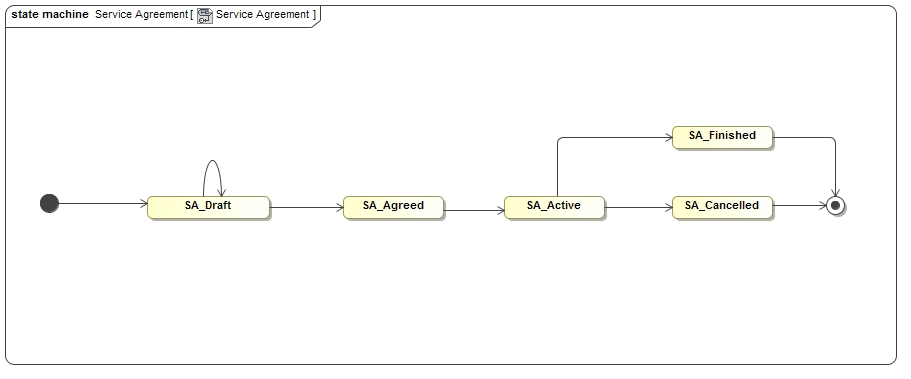 state machine Service Agreement [ Service Agreement ]
SA_Finished
SA_Draft
SA_Agreed
SA_Active
SA_Cancelled